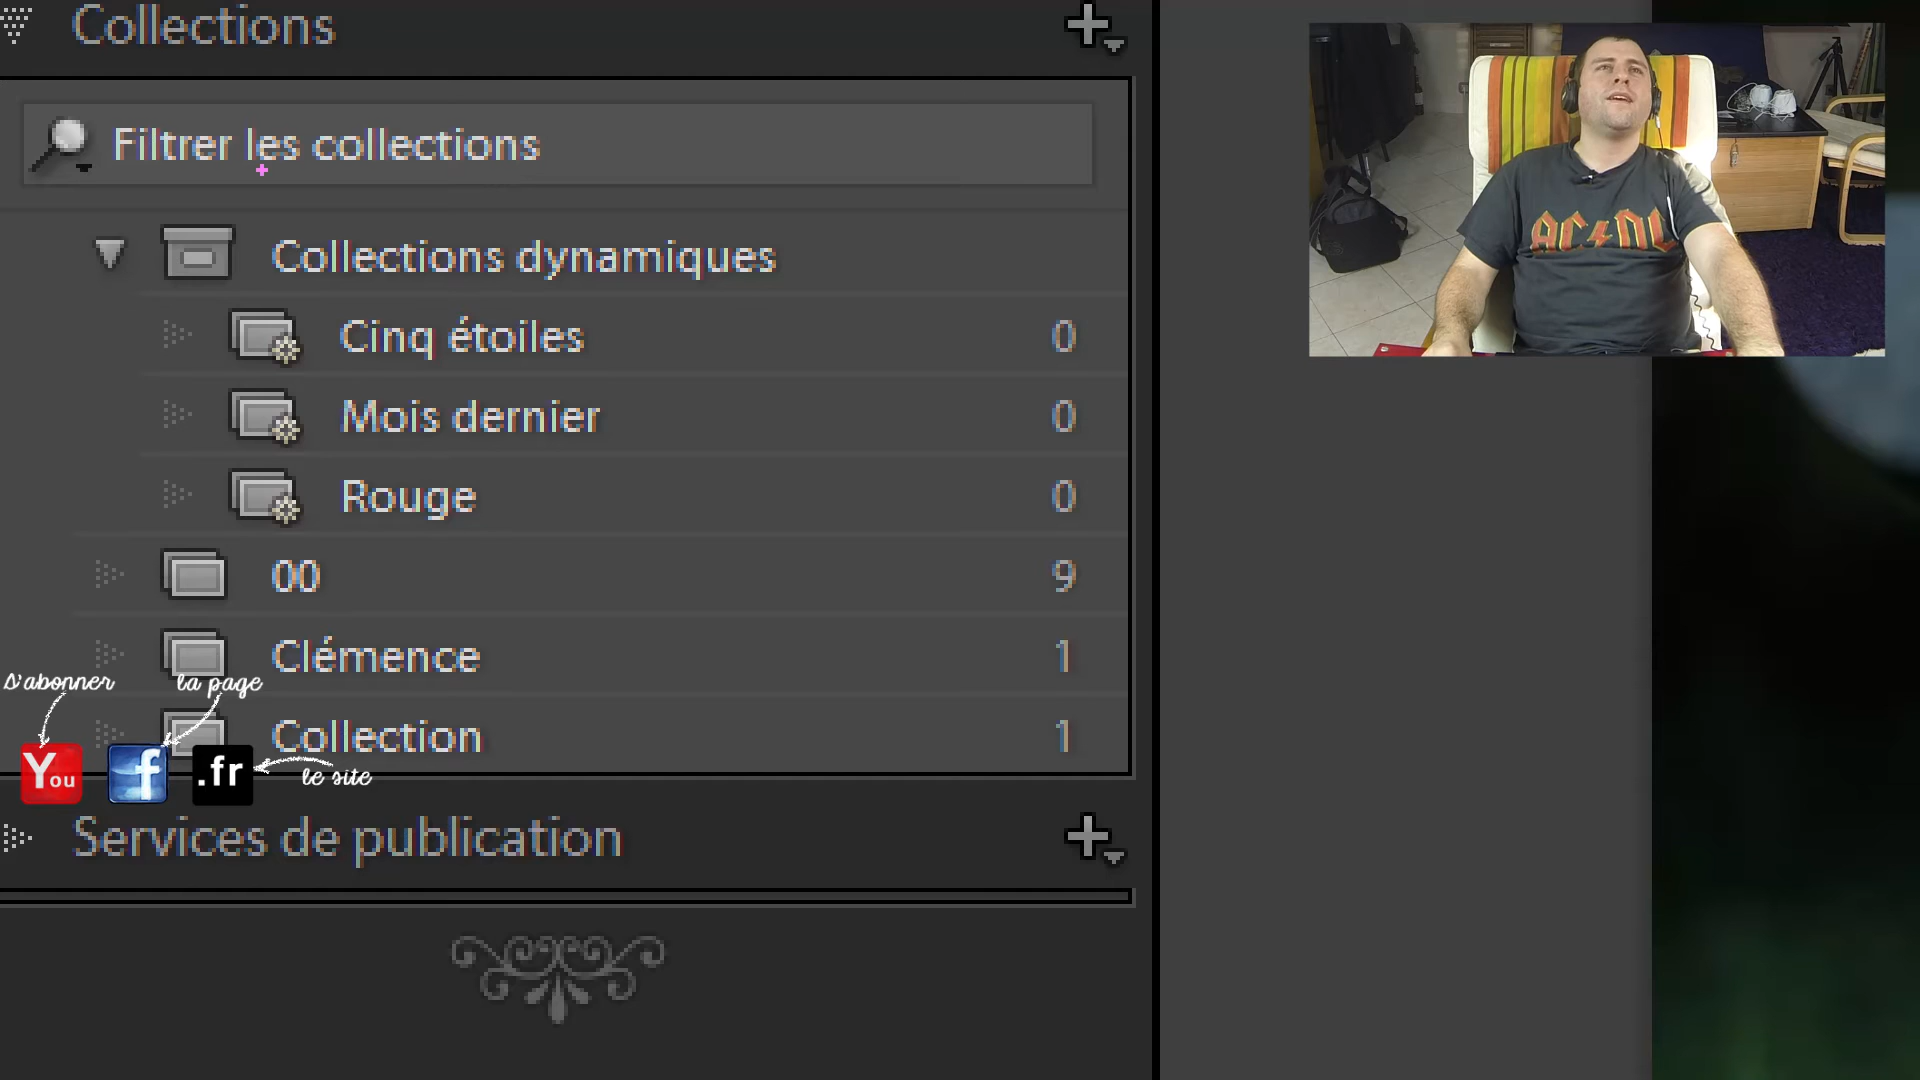 Collections
Filtrer les collections
Collections dynamiques
Cinq étoiles 0
Mois dernier 0
Rouge 0
00 9
Clémence 1
Collection 1
S'abonner
la page
You
f
.fr
le site
Services de publication
AC DC